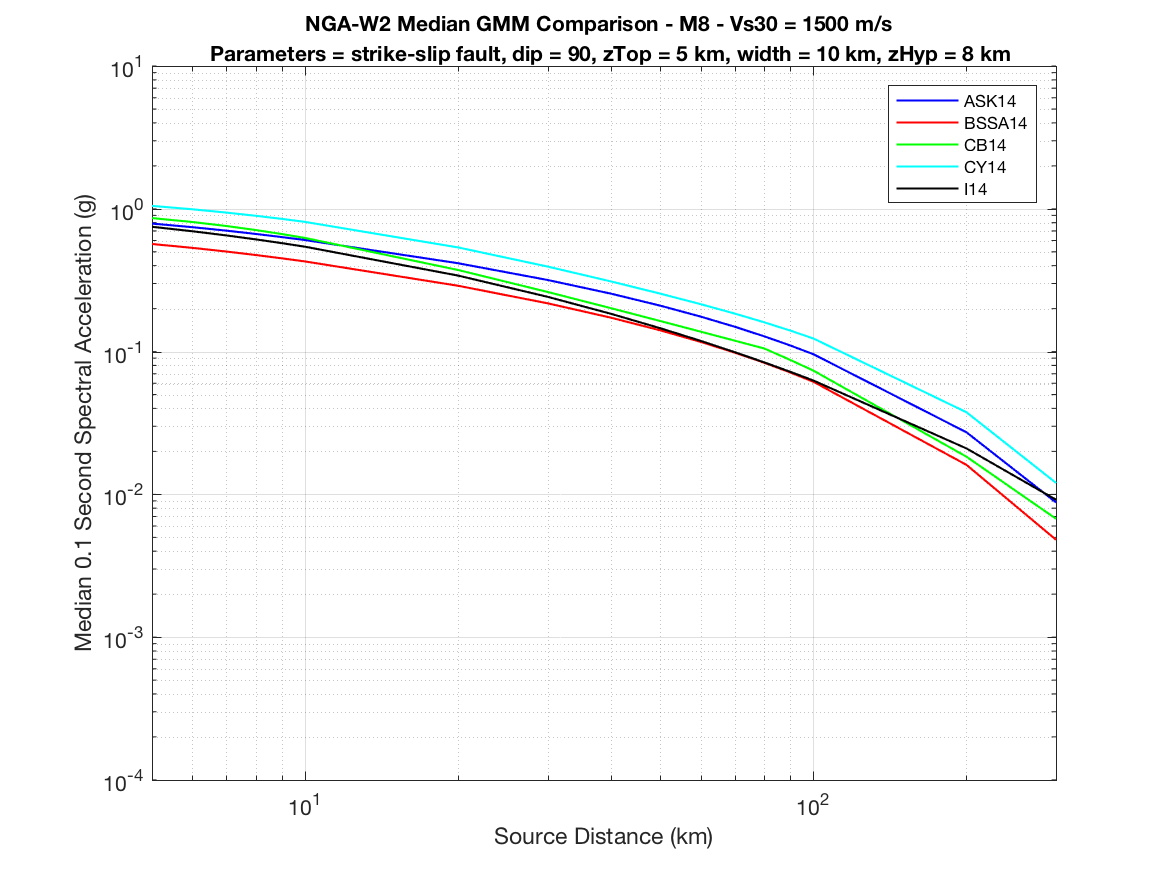 NGA-W2 Median GMM Comparison - M8 - Vs30 = 1500 m/s
Parameters = strike-slip fault, dip = 90, zTop = 5 km, width = 10 km, zHyp = 8 km
ASK14
BSSA14
CB14
CY14
I14
10^1
10^0
10^-1
10^-2
10^-3
10^-4
Median 0.1 Second Spectral Acceleration (g)
10^1
10^2
Source Distance (km)